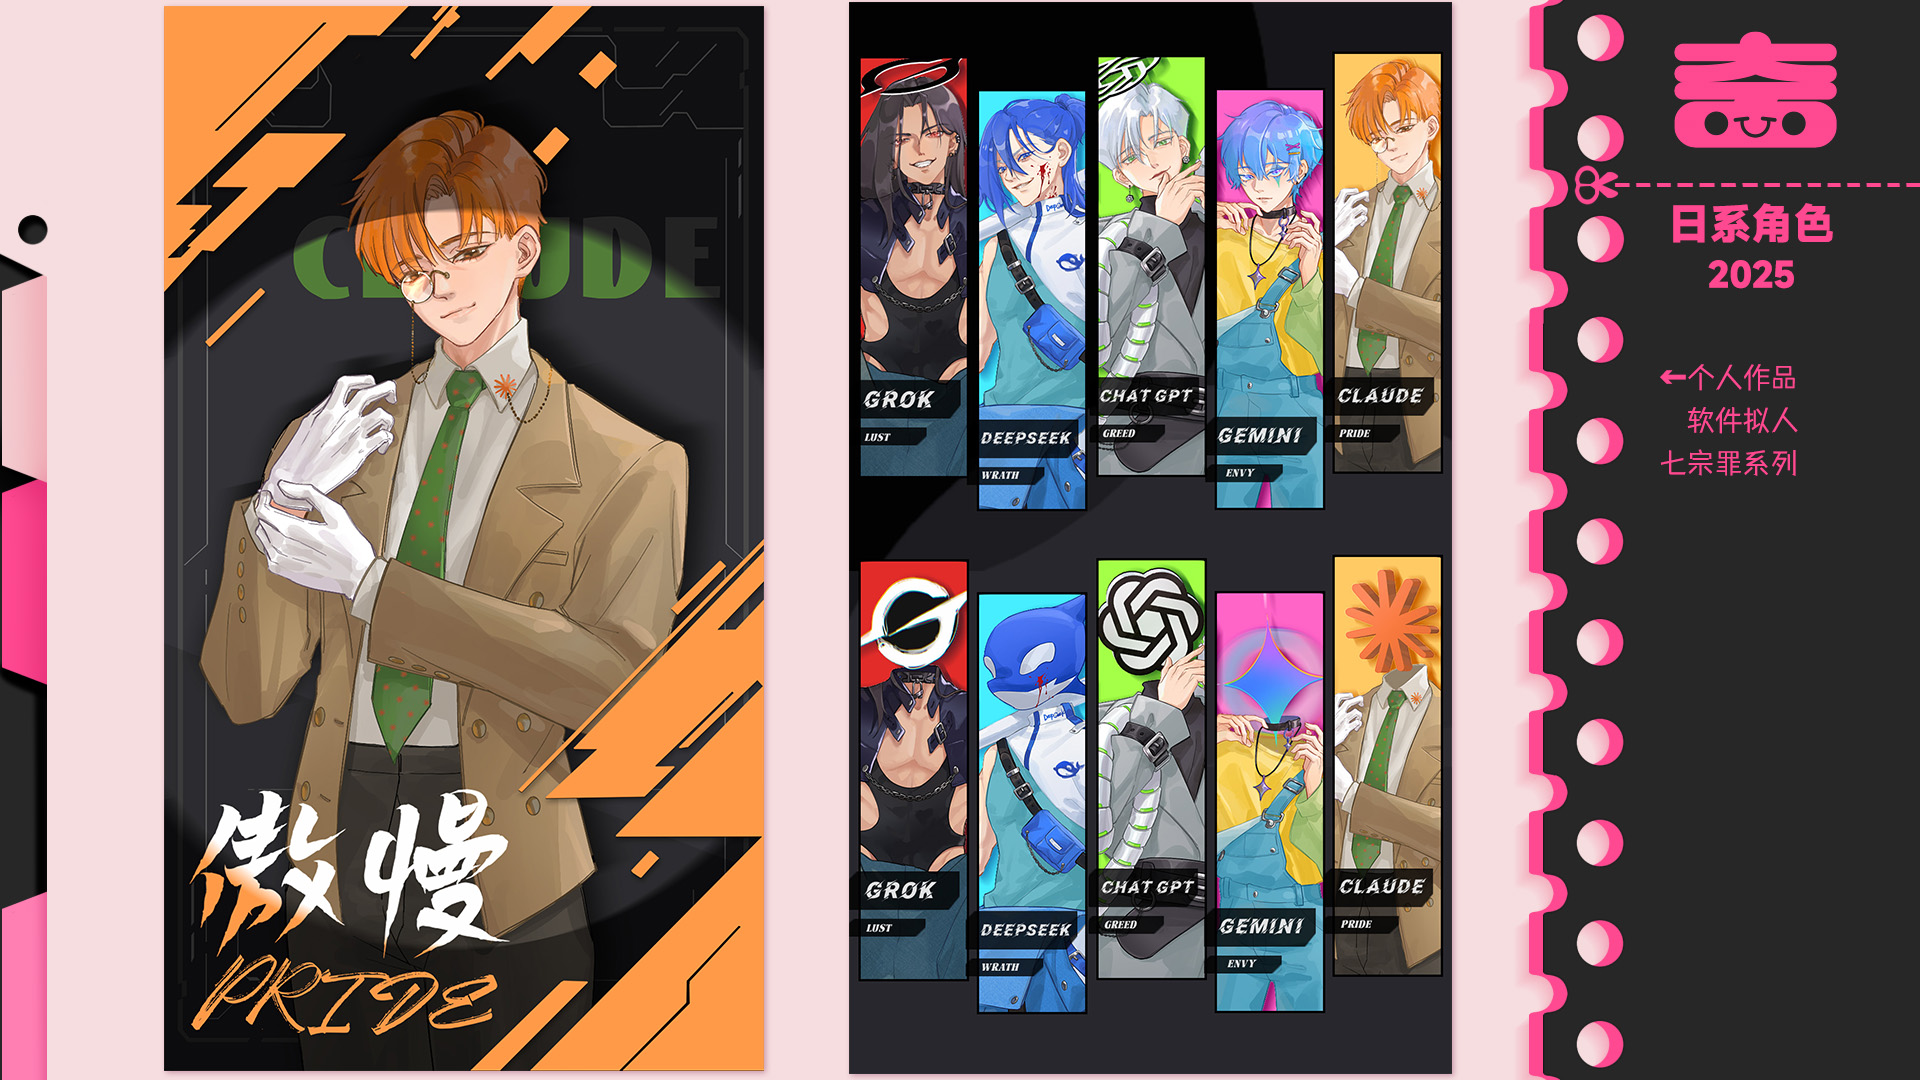 CLAUDE
傲慢
PRIDE
GROK
LUST
DEEPSEEK
WRATH
CHAT GPT
GREED
GEMINI
ENVY
CLAUDE
PRIDE
GROK
LUST
DEEPSEEK
WRATH
CHAT GPT
GREED
GEMINI
ENVY
CLAUDE
PRIDE
日系角色
2025
←个人作品
软件拟人
七宗罪系列